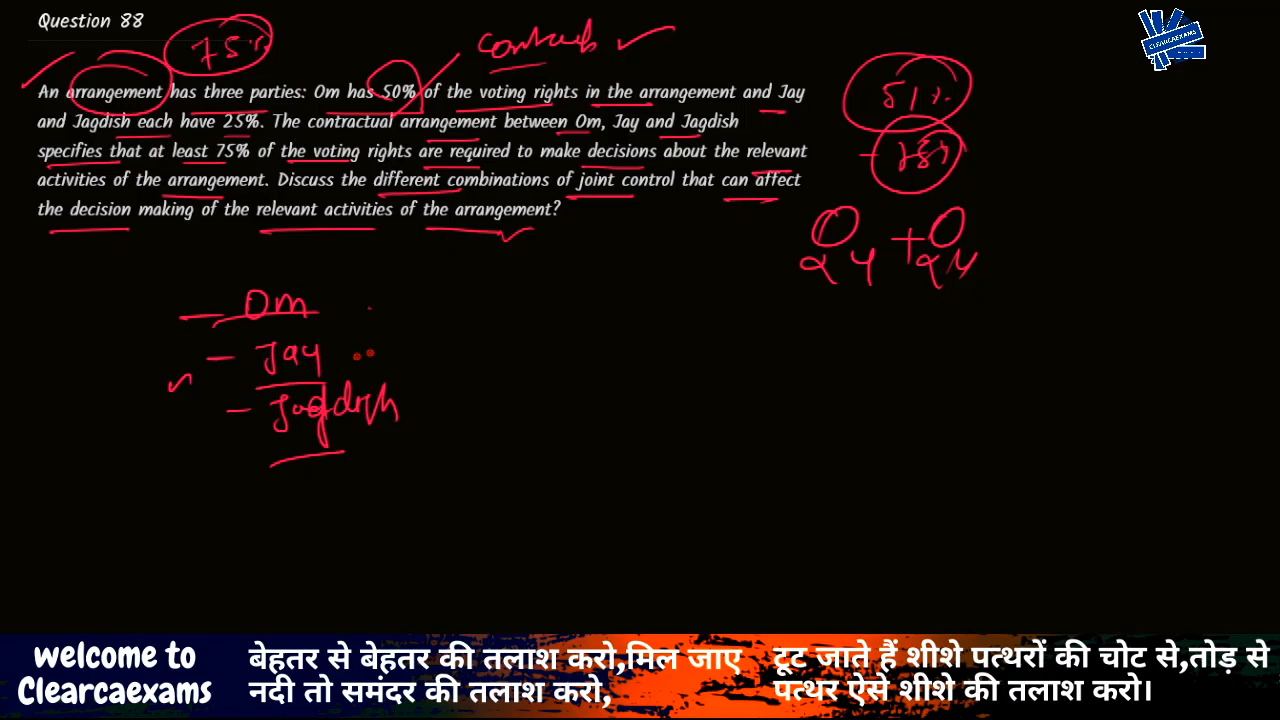 Question 88
75%
Controls
An arrangement has three parties: Om has 50% of the voting rights in the arrangement and Jay
and Jagdish each have 25%. The contractual arrangement between Om, Jay and Jagdish
specifies that at least 75% of the voting rights are required to make decisions about the relevant
activities of the arrangement. Discuss the different combinations of joint control that can affect
the decision making of the relevant activities of the arrangement?
CLEARCAEXAMS
51%
- Om
- Jay
- Jagdish
welcome to
Clearcaexams
बेहतर से बेहतर की तलाश करो,मिल जाए
नदी तो समंदर की तलाश करो,
टूट जाते हैं शीशे पत्थरों की चोट से,तोड़ से
पत्थर ऐसे शीशे की तलाश करो।